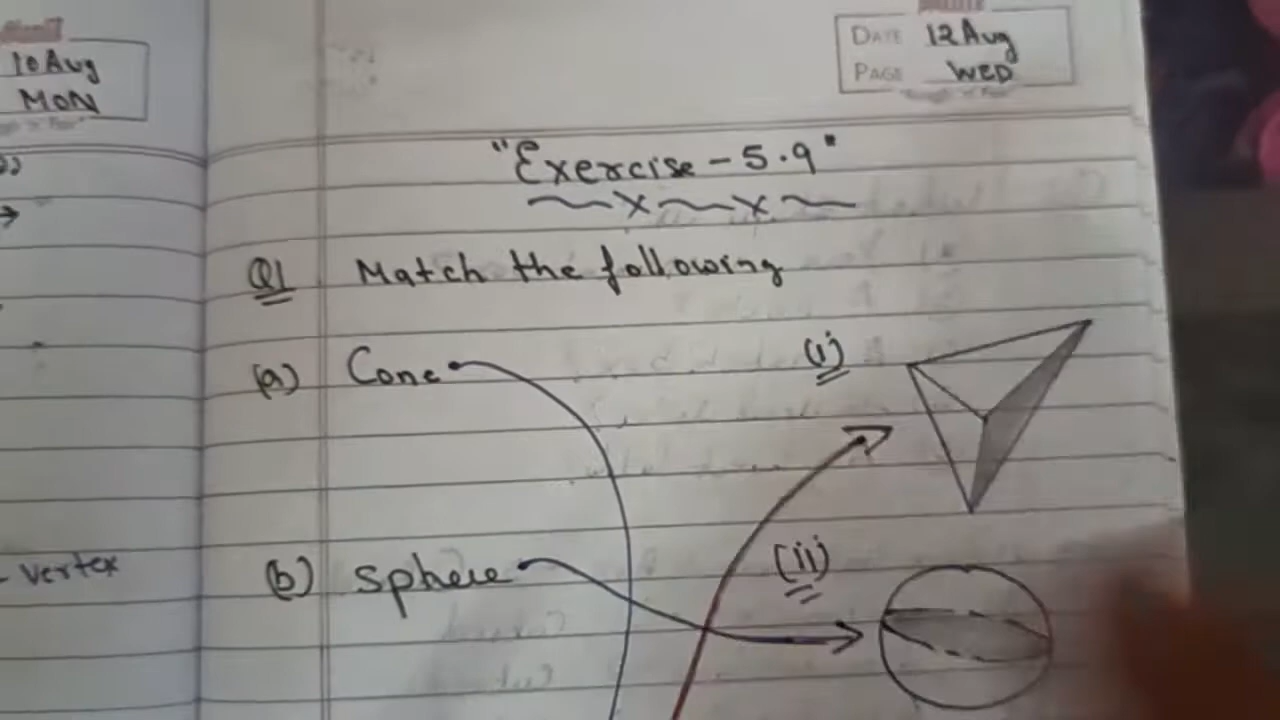 10 Aug
MON
vertex
DATE 12 Aug
PAGE WED
"Exercise - 5.9"
Q1 Match the following
(a) Cone
(i)
(b) Sphere
(ii)